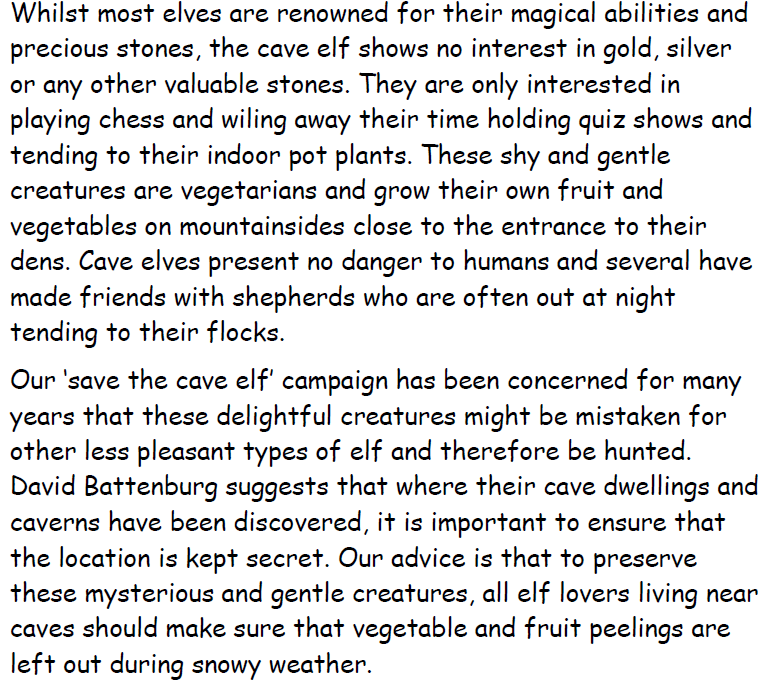 Whilst most elves are renowned for their magical abilities and
precious stones, the cave elf shows no interest in gold, silver
or any other valuable stones. They are only interested in
playing chess and wiling away their time holding quiz shows and
tending to their indoor pot plants. These shy and gentle
creatures are vegetarians and grow their own fruit and
vegetables on mountainsides close to the entrance to their
dens. Cave elves present no danger to humans and several have
made friends with shepherds who are often out at night
tending to their flocks.
Our ‘save the cave elf’ campaign has been concerned for many
years that these delightful creatures might be mistaken for
other less pleasant types of elf and therefore be hunted.
David Battenburg suggests that where their cave dwellings and
caverns have been discovered, it is important to ensure that
the location is kept secret. Our advice is that to preserve
these mysterious and gentle creatures, all elf lovers living near
caves should make sure that vegetable and fruit peelings are
left out during snowy weather.